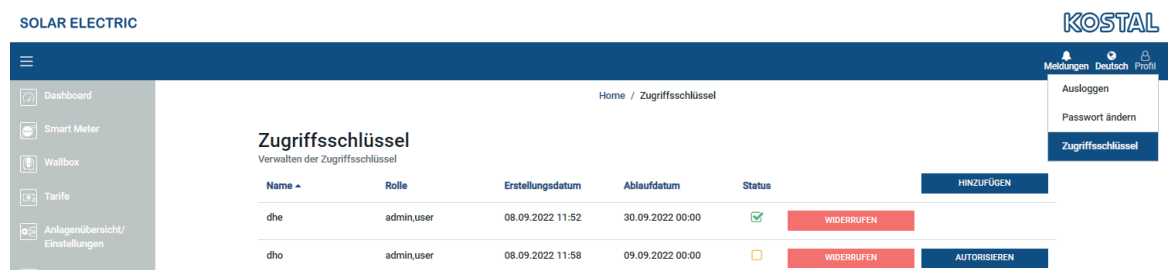 SOLAR ELECTRIC
KOSTAL
Meldungen Deutsch Profil
Dashboard
Smart Meter
Wallbox
Tarife
Anlagenübersicht/
Einstellungen
Home / Zugriffsschlüssel
Ausloggen
Passwort ändern
Zugriffsschlüssel
Zugriffsschlüssel
Verwalten der Zugriffsschlüssel
Name Rolle Erstellungsdatum Ablaufdatum Status HINZUFÜGEN
dhe admin,user 08.09.2022 11:52 30.09.2022 00:00 WIDERRUFEN
dho admin,user 08.09.2022 11:58 09.09.2022 00:00 WIDERRUFEN AUTORISIEREN